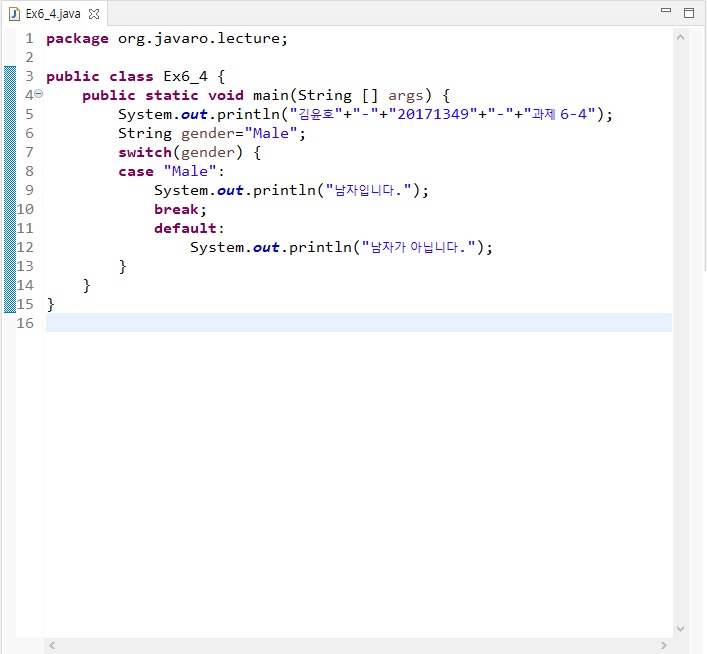 Ex6_4.java
1 package org.javaro.lecture;
2
3 public class Ex6_4 {
4     public static void main(String [] args) {
5         System.out.println("김윤호"+"-"+"20171349"+"-"+"과제 6-4");
6         String gender="Male";
7         switch(gender) {
8         case "Male":
9             System.out.println("남자입니다.");
10             break;
11             default:
12                 System.out.println("남자가 아닙니다.");
13         }
14     }
15 }
16